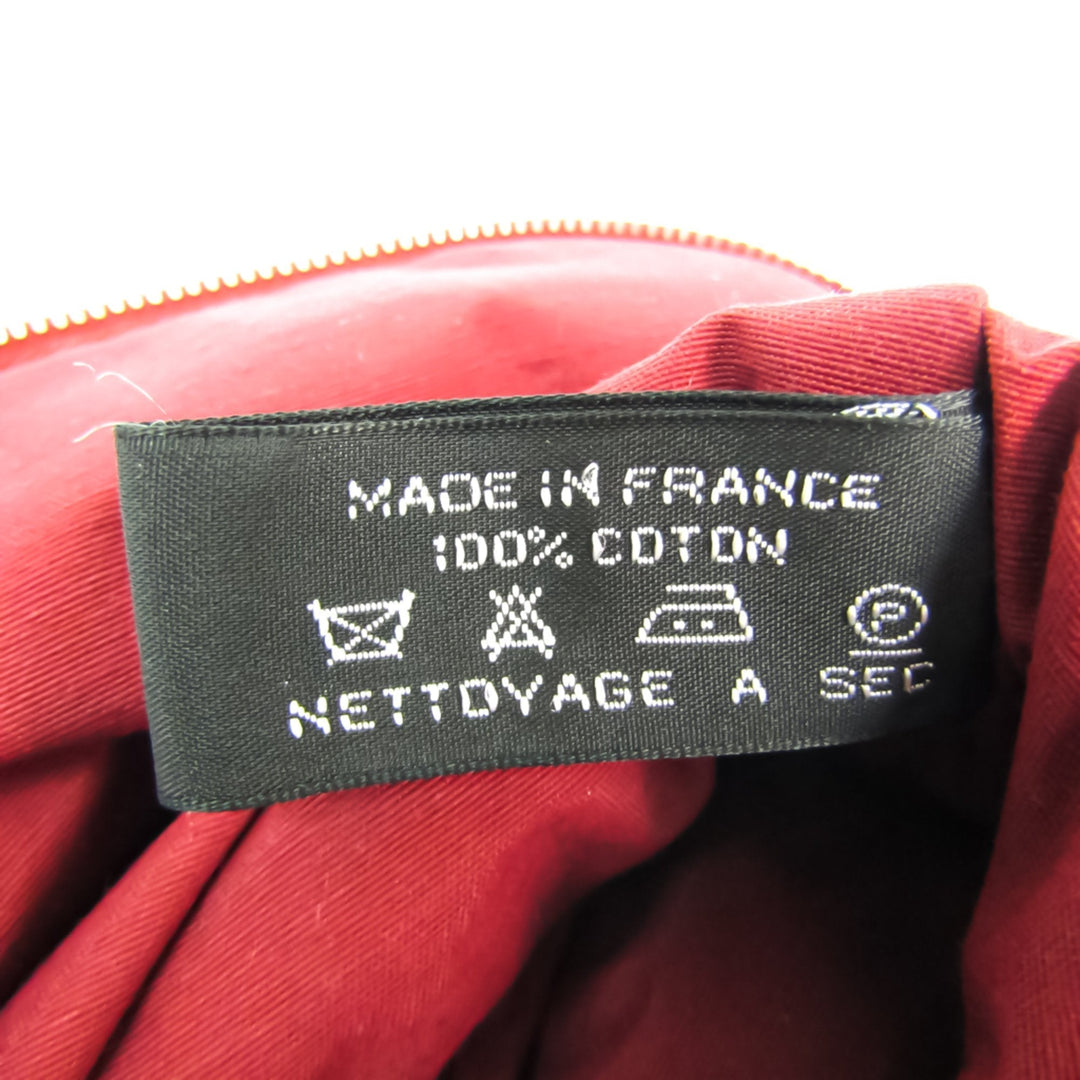 MADE IN FRANCE
100% COTON
P
NETTOYAGE A SEC